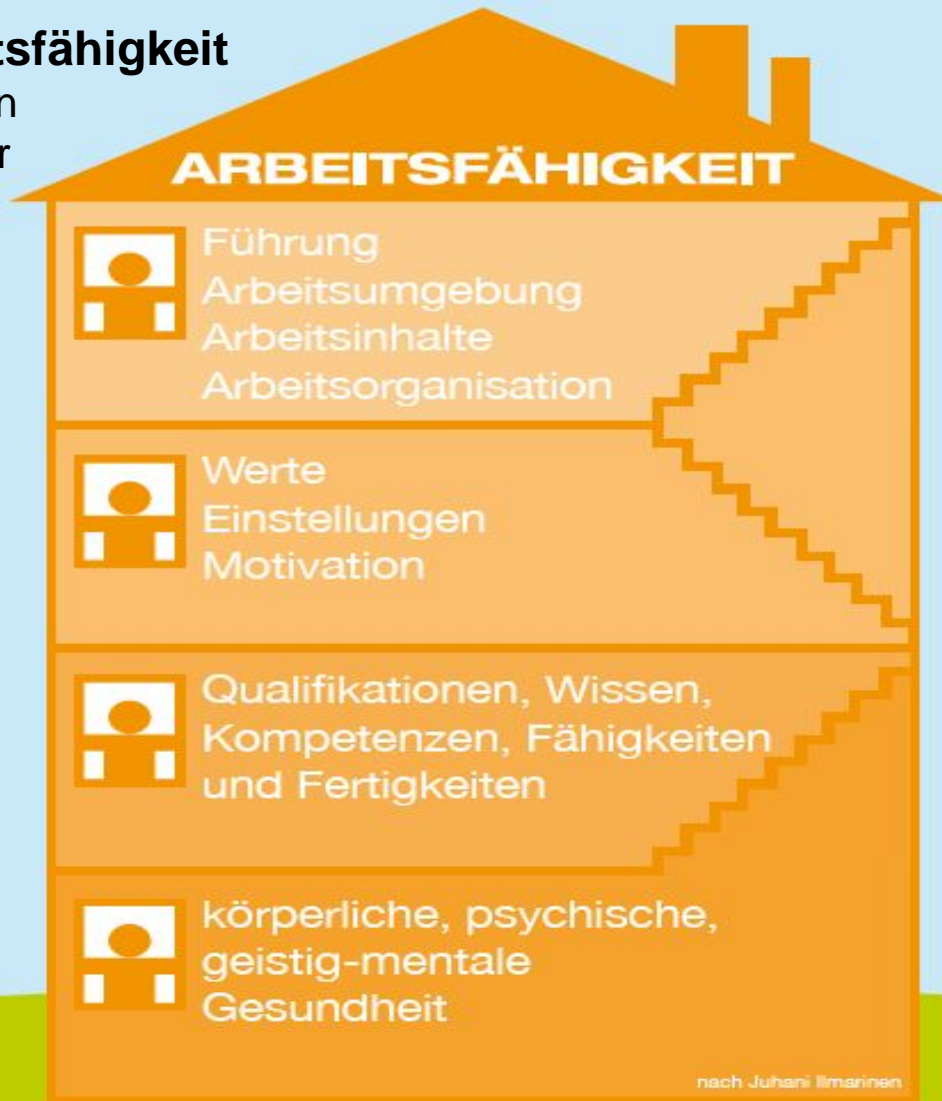 tsfähigkeit
n
r
ARBEITSFÄHIGKEIT
Führung
Arbeitsumgebung
Arbeitsinhalte
Arbeitsorganisation
Werte
Einstellungen
Motivation
Qualifikationen, Wissen,
Kompetenzen, Fähigkeiten
und Fertigkeiten
körperliche, psychische,
geistig-mentale
Gesundheit
nach Juhani Ilmarinen